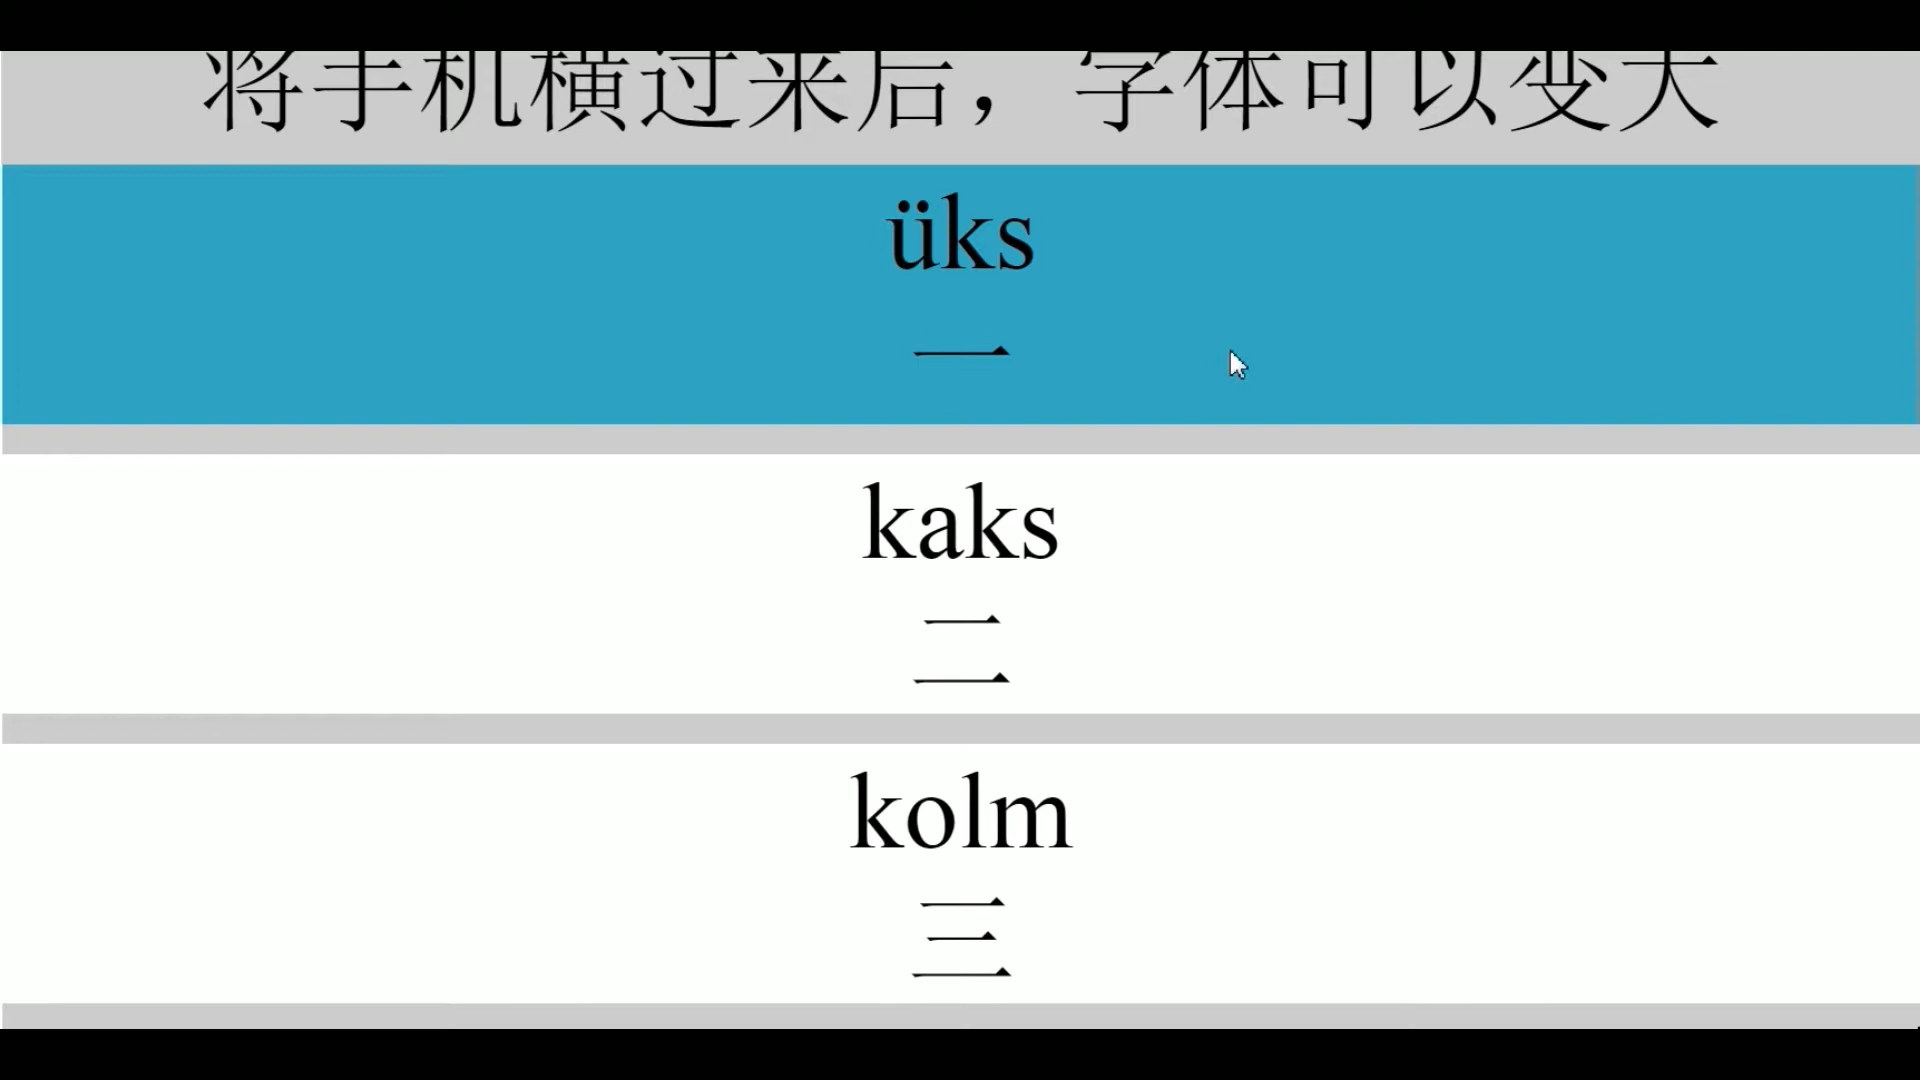 将手机横过来后，字体可以变大
üks
一
kaks
二
kolm
三